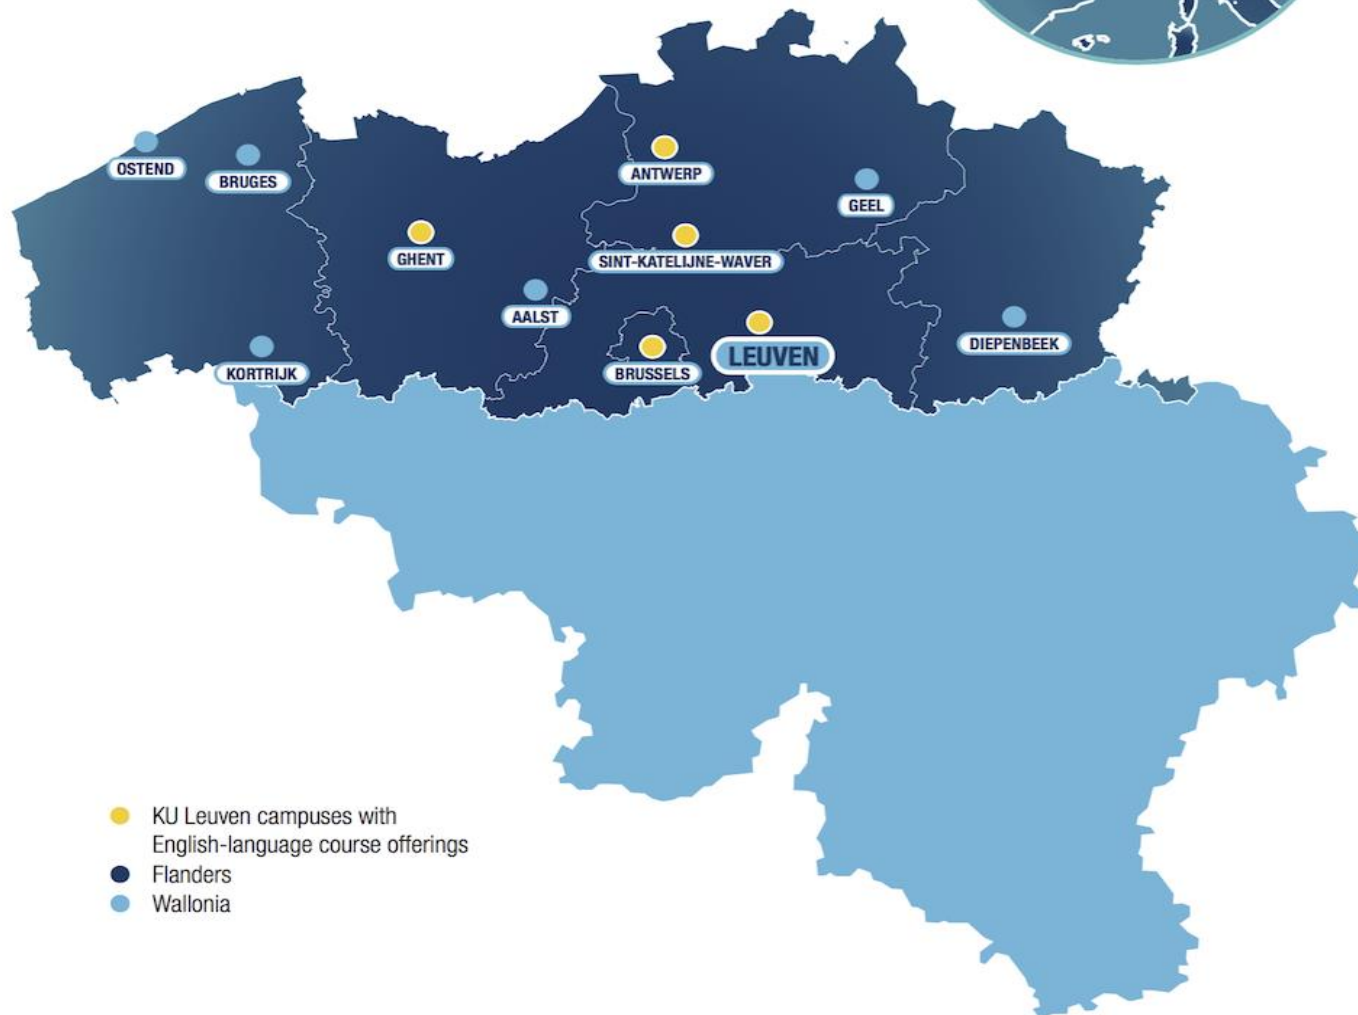 OSTEND
BRUGES
ANTWERP
GEEL
GHENT
SINT-KATELIJNE-WAVER
AALST
LEUVEN
DIEPENBEEK
KORTRIJK
BRUSSELS
KU Leuven campuses with
English-language course offerings
Flanders
Wallonia